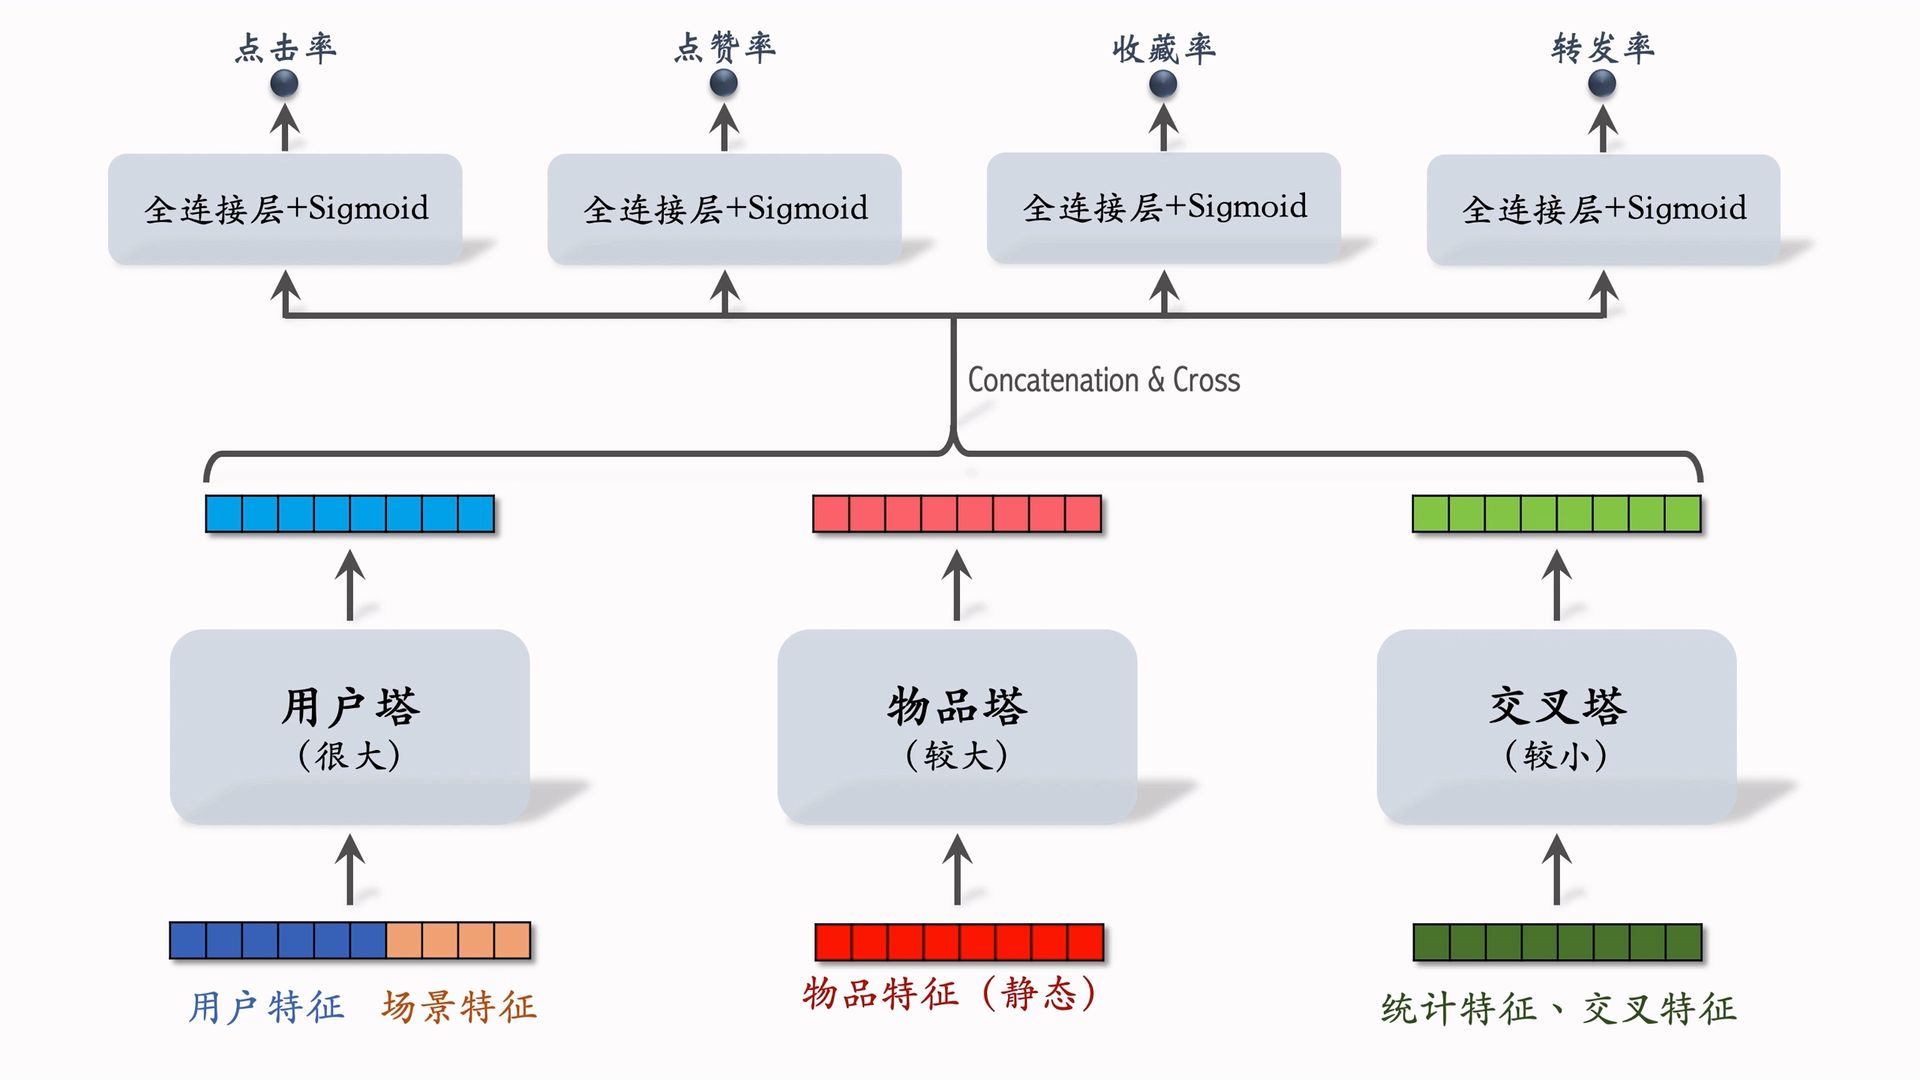 点击率
点赞率
收藏率
转发率
全连接层+Sigmoid
全连接层+Sigmoid
全连接层+Sigmoid
全连接层+Sigmoid
Concatenation & Cross
用户塔
（很大）
物品塔
（较大）
交叉塔
（较小）
用户特征
场景特征
物品特征（静态）
统计特征、交叉特征